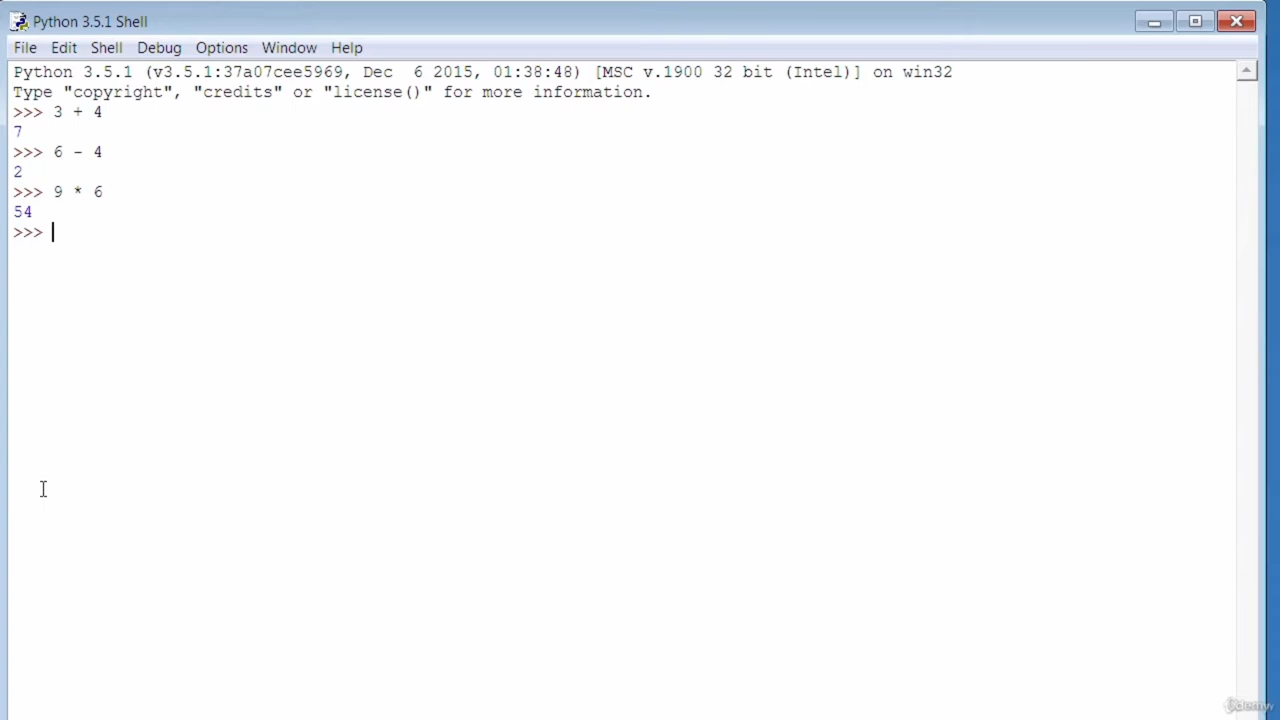 Python 3.5.1 Shell
File Edit Shell Debug Options Window Help
Python 3.5.1 (v3.5.1:37a07cee5969, Dec  6 2015, 01:33:48) [MSC v.1900 32 bit (Intel)] on win32
Type "copyright", "credits" or "license()" for more information.
>>> 3 + 4
7
>>> 6 - 4
2
>>> 9 * 6
54
>>>
Udemy